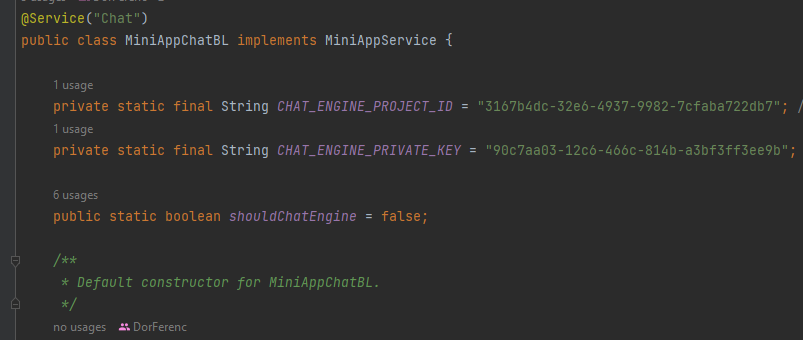 @Service("Chat")
public class MiniAppChatBL implements MiniAppService {
1 usage
private static final String CHAT_ENGINE_PROJECT_ID = "3167b4dc-32e6-4937-9982-7cfaba722db7"; /
1 usage
private static final String CHAT_ENGINE_PRIVATE_KEY = "90c7aa03-12c6-466c-814b-a3bf3ff3ee9b";
6 usages
public static boolean shouldChatEngine = false;
/**
* Default constructor for MiniAppChatBL.
*/
no usages DorFerenc